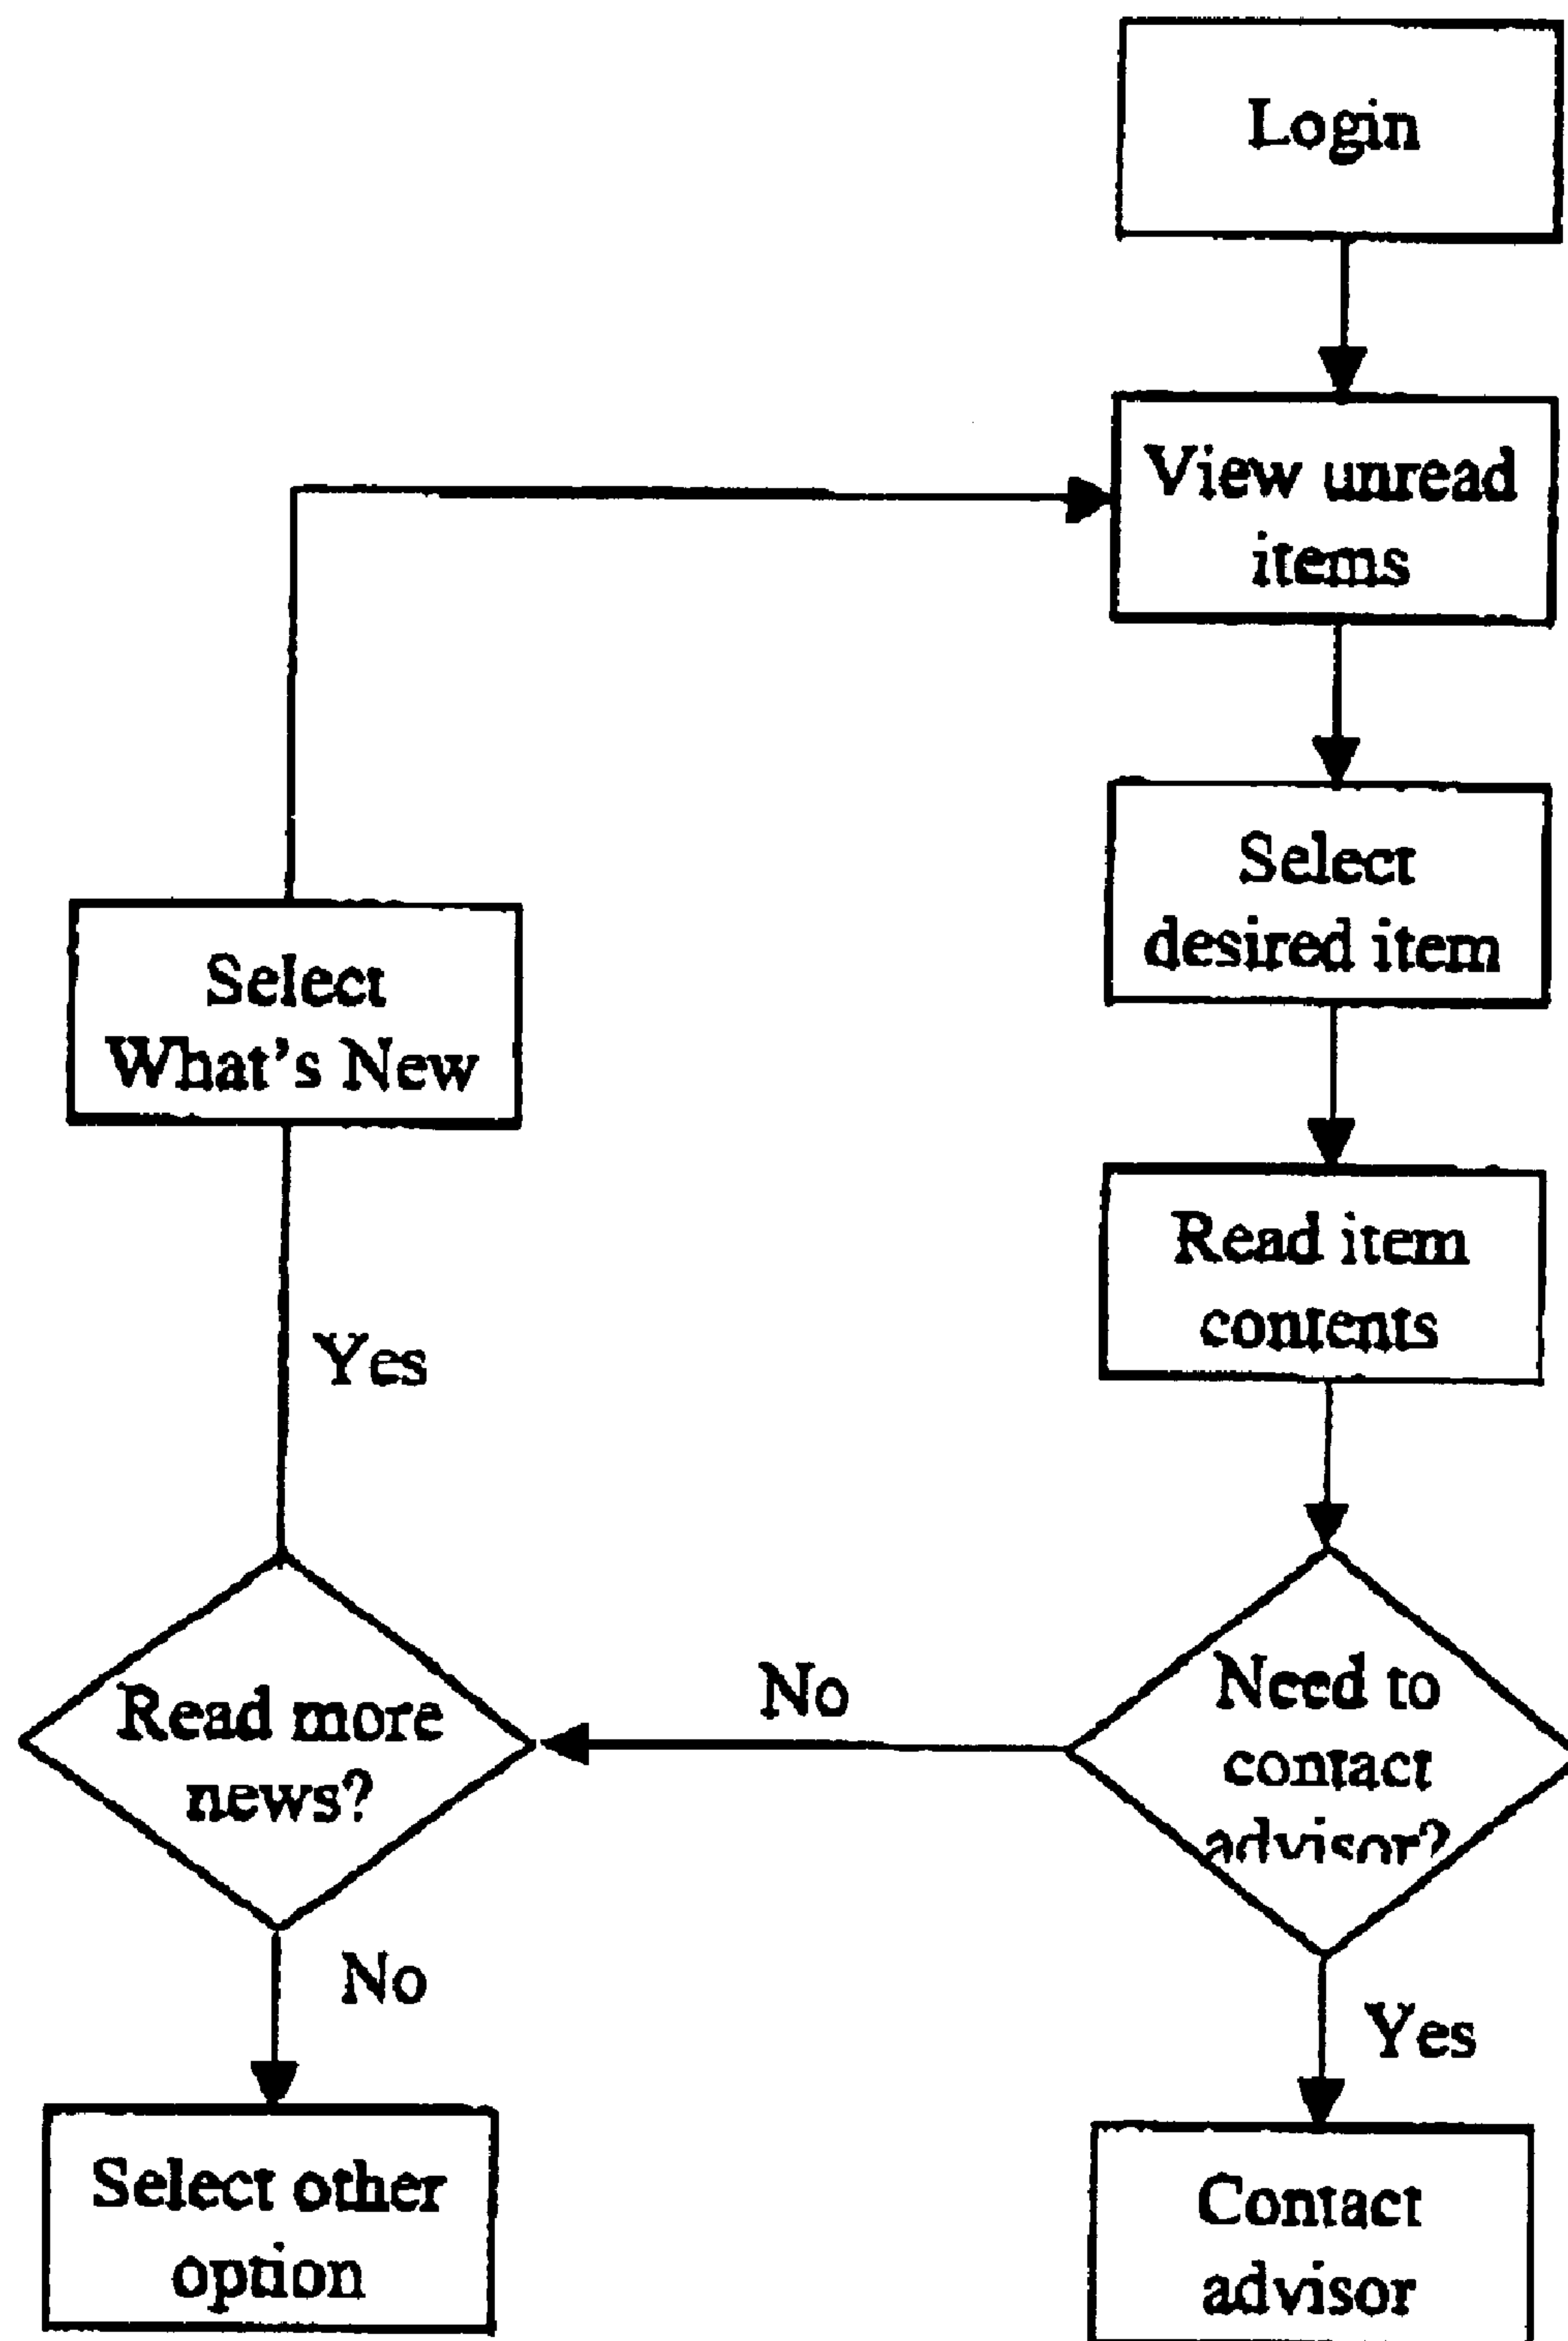 Login
View unread
items
Select
desired item
Select
What's New
Read item
contents
Yes
Need to
contact
advisor?
No
Read more
news?
No
Yes
Select other
option
Contact
advisor